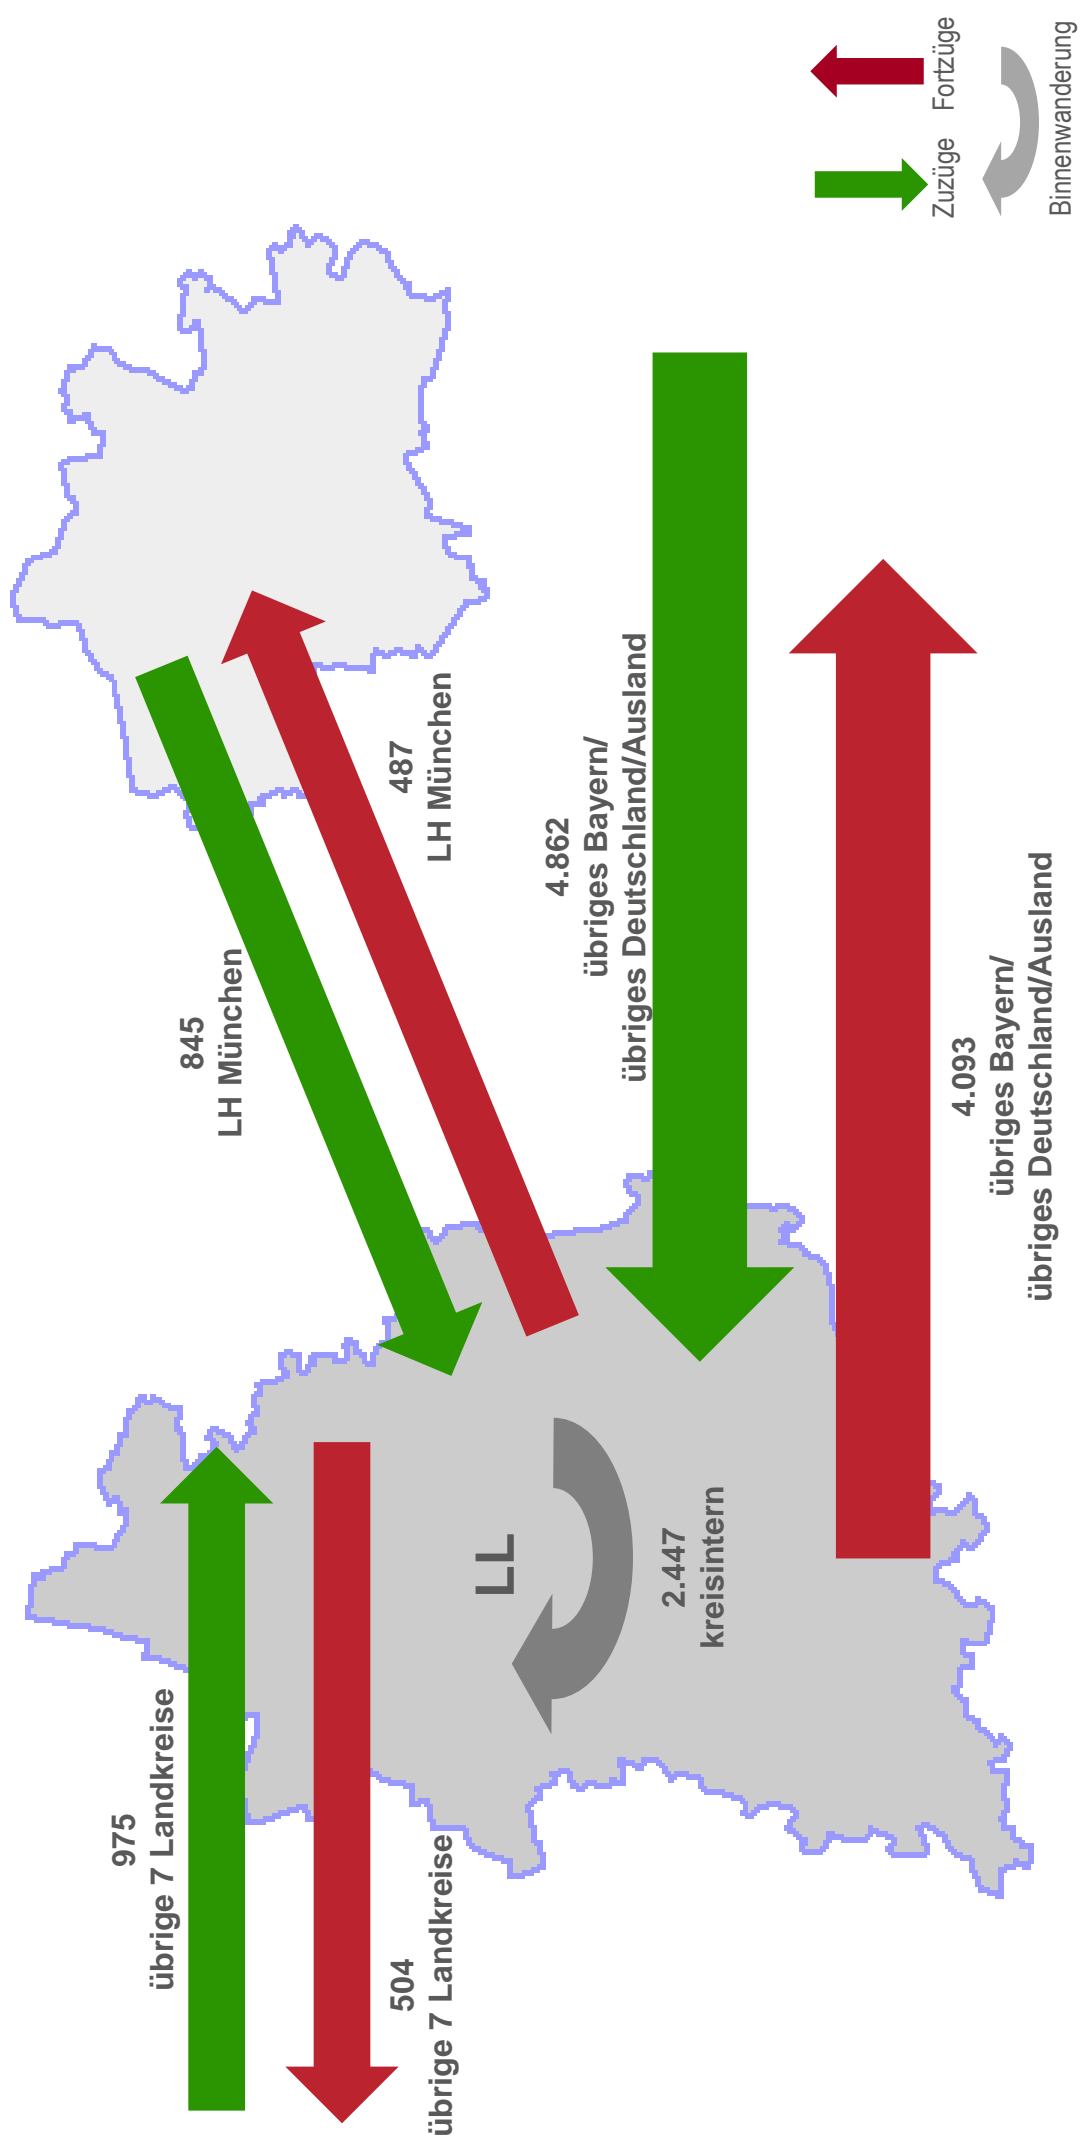 975
übrige 7 Landkreise
504
übrige 7 Landkreise
845
LH München
487
LH München
LL
2.447
kreisintern
4.862
übriges Bayern/
übriges Deutschland/Ausland
4.093
übriges Bayern/
übriges Deutschland/Ausland
Zuzüge
Fortzüge
Binnenwanderung